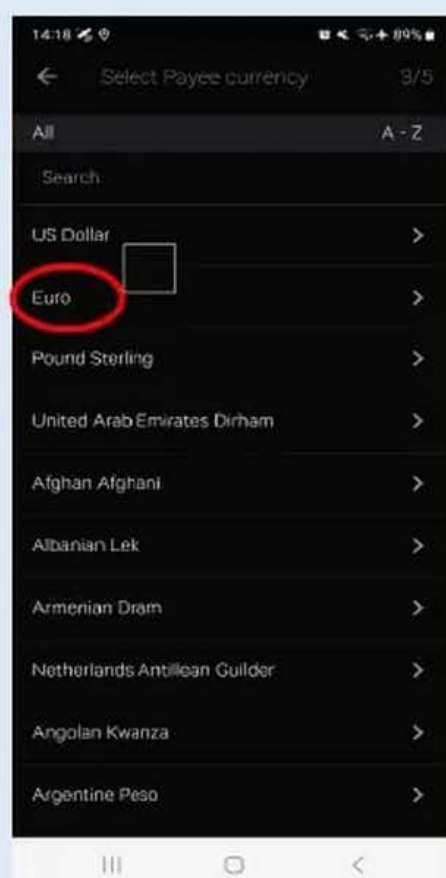 14:18 89%
Select Payee currency 3/5
All A - Z
Search
US Dollar
Euro
Pound Sterling
United Arab Emirates Dirham
Afghan Afghani
Albanian Lek
Armenian Dram
Netherlands Antillean Guilder
Angolan Kwanza
Argentine Peso